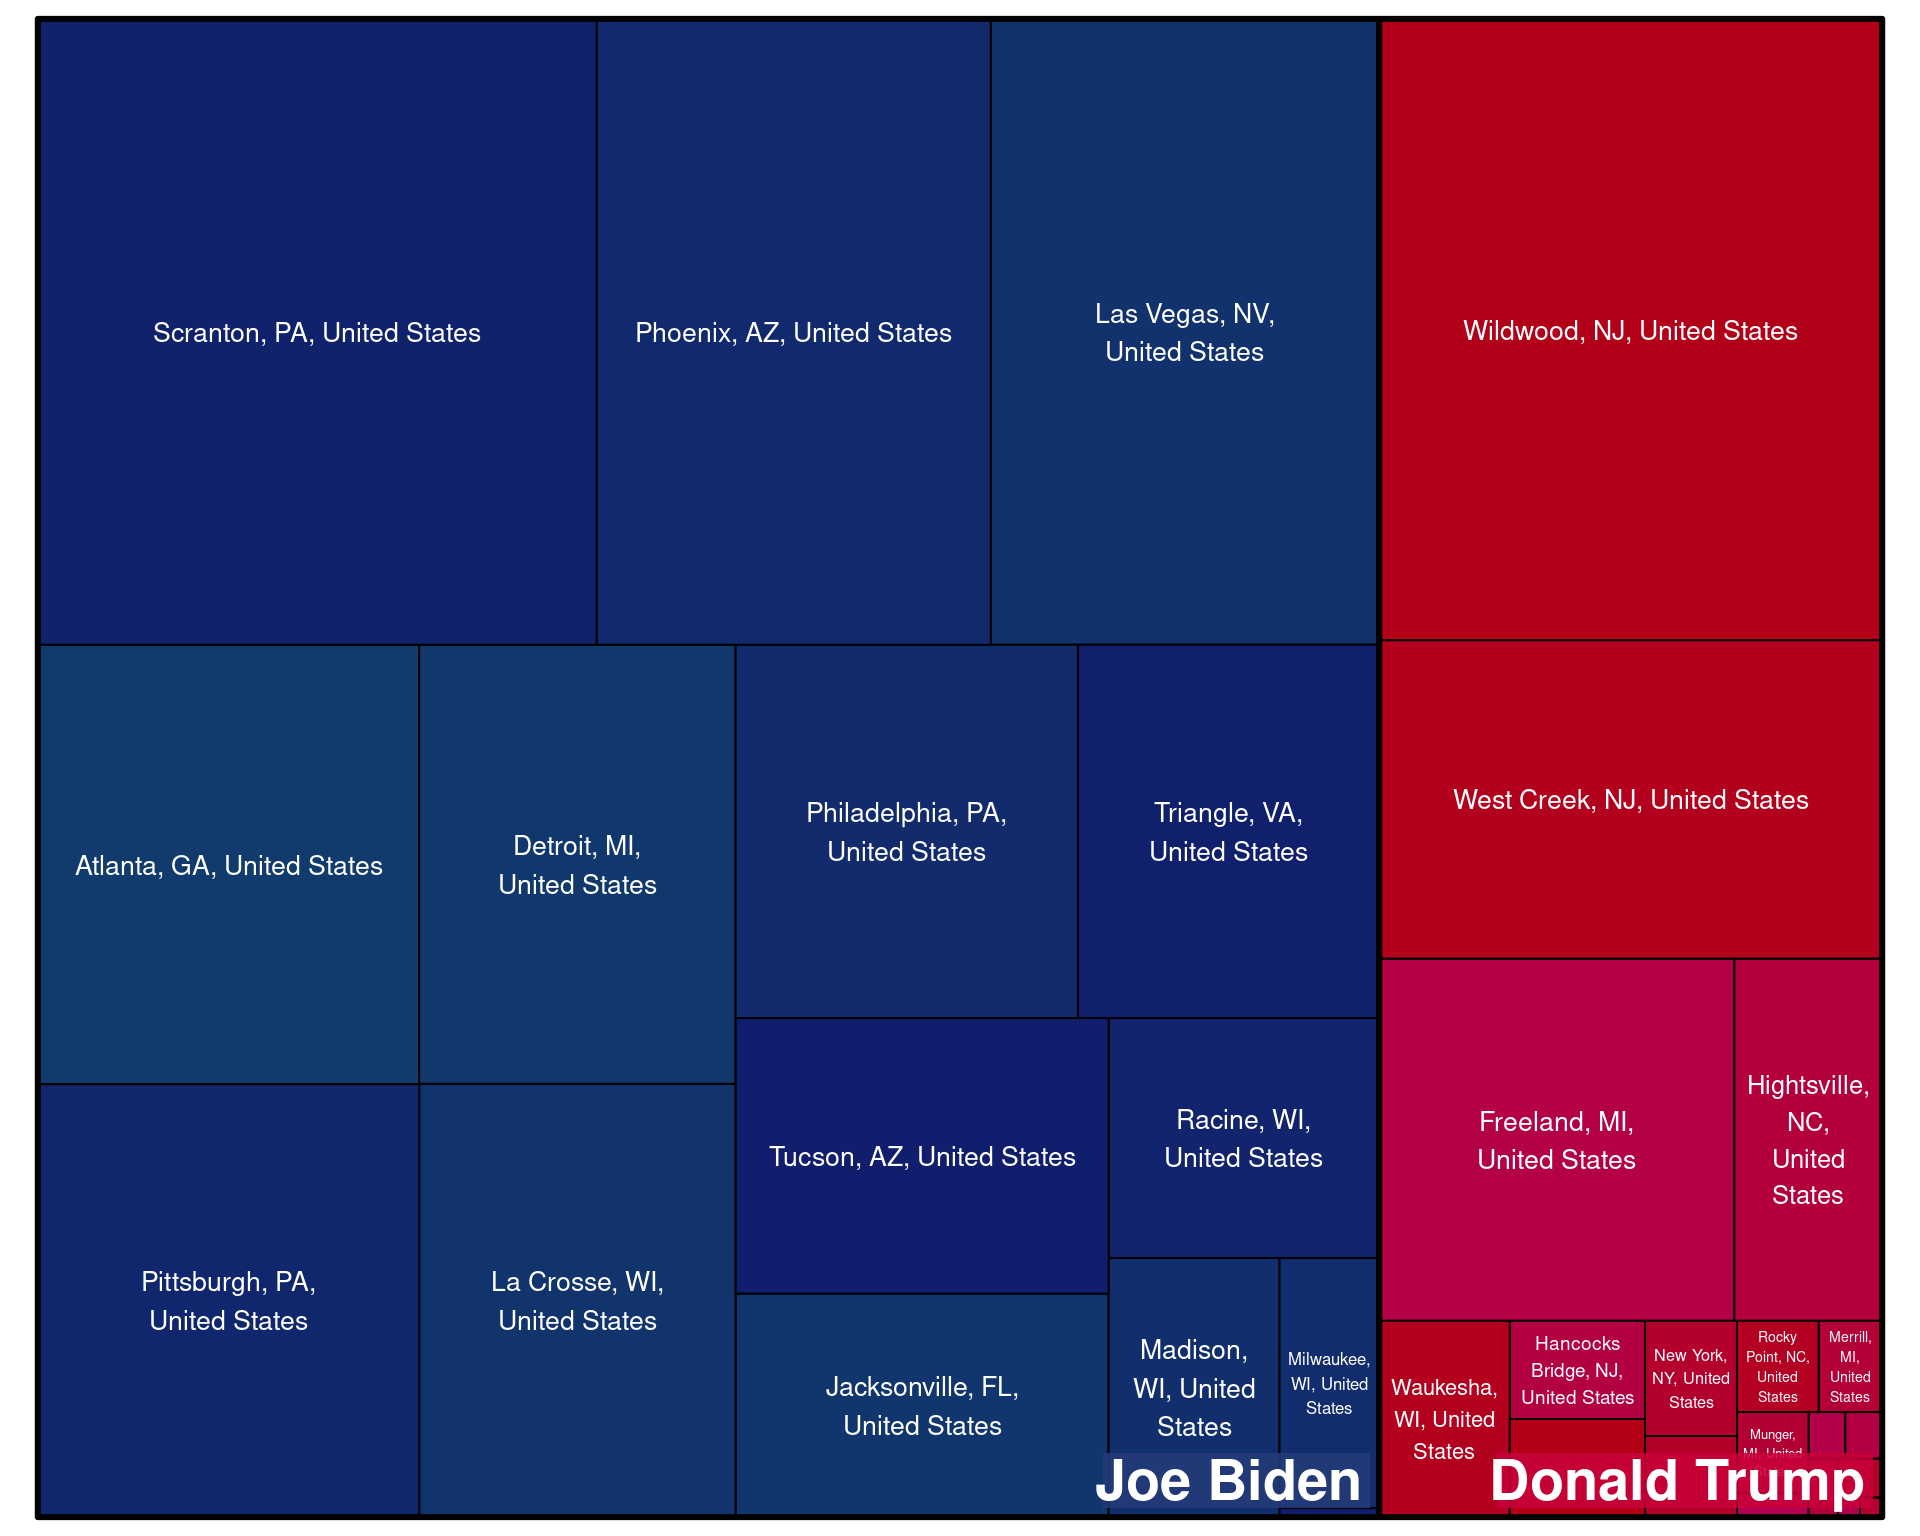 Scranton, PA, United States
Phoenix, AZ, United States
Las Vegas, NV,
United States
Wildwood, NJ, United States
Atlanta, GA, United States
Detroit, MI,
United States
Philadelphia, PA,
United States
Triangle, VA,
United States
West Creek, NJ, United States
Pittsburgh, PA,
United States
La Crosse, WI,
United States
Tucson, AZ, United States
Racine, WI,
United States
Freeland, MI,
United States
Hightsville,
NC,
United
States
Jacksonville, FL,
United States
Madison,
WI, United
States
Milwaukee,
WI, United
States
Waukesha,
WI, United
States
Hancocks
Bridge, NJ,
United States
New York,
NY, United
States
Rocky
Point, NC,
United
States
Merrill,
MI,
United
States
Munger,
MI, United
Joe Biden
Donald Trump